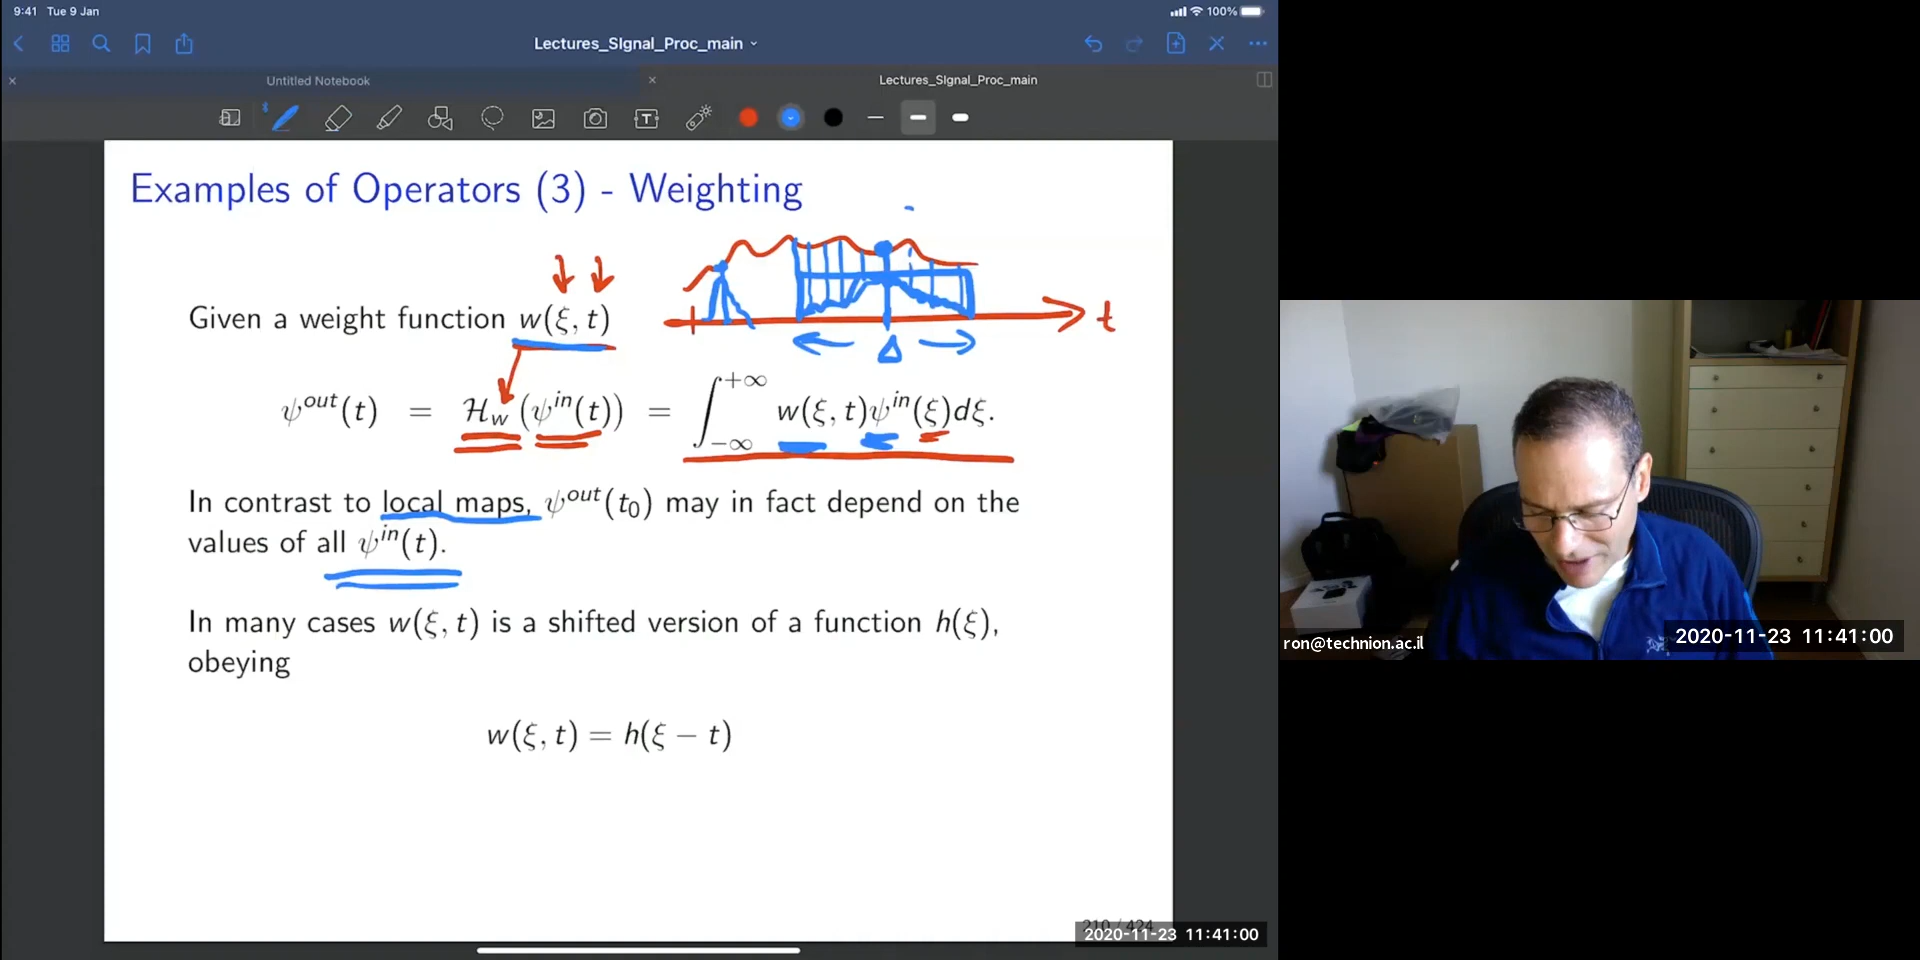 9:41 Tue 9 Jan
100%
Lectures_SIgnal_Proc_main
Untitled Notebook
Lectures_SIgnal_Proc_main
T
Examples of Operators (3) - Weighting
Given a weight function w(ξ, t)
t
Δ
ψ^out(t) = H_w(ψ^in(t)) = ∫_−∞^+∞ w(ξ, t)ψ^in(ξ)dξ.
In contrast to local maps, ψ^out(t₀) may in fact depend on the
values of all ψ^in(t).
In many cases w(ξ, t) is a shifted version of a function h(ξ),
obeying
w(ξ, t) = h(ξ − t)
210 / 424
2020-11-23 11:41:00
ron@technion.ac.il
2020-11-23 11:41:00